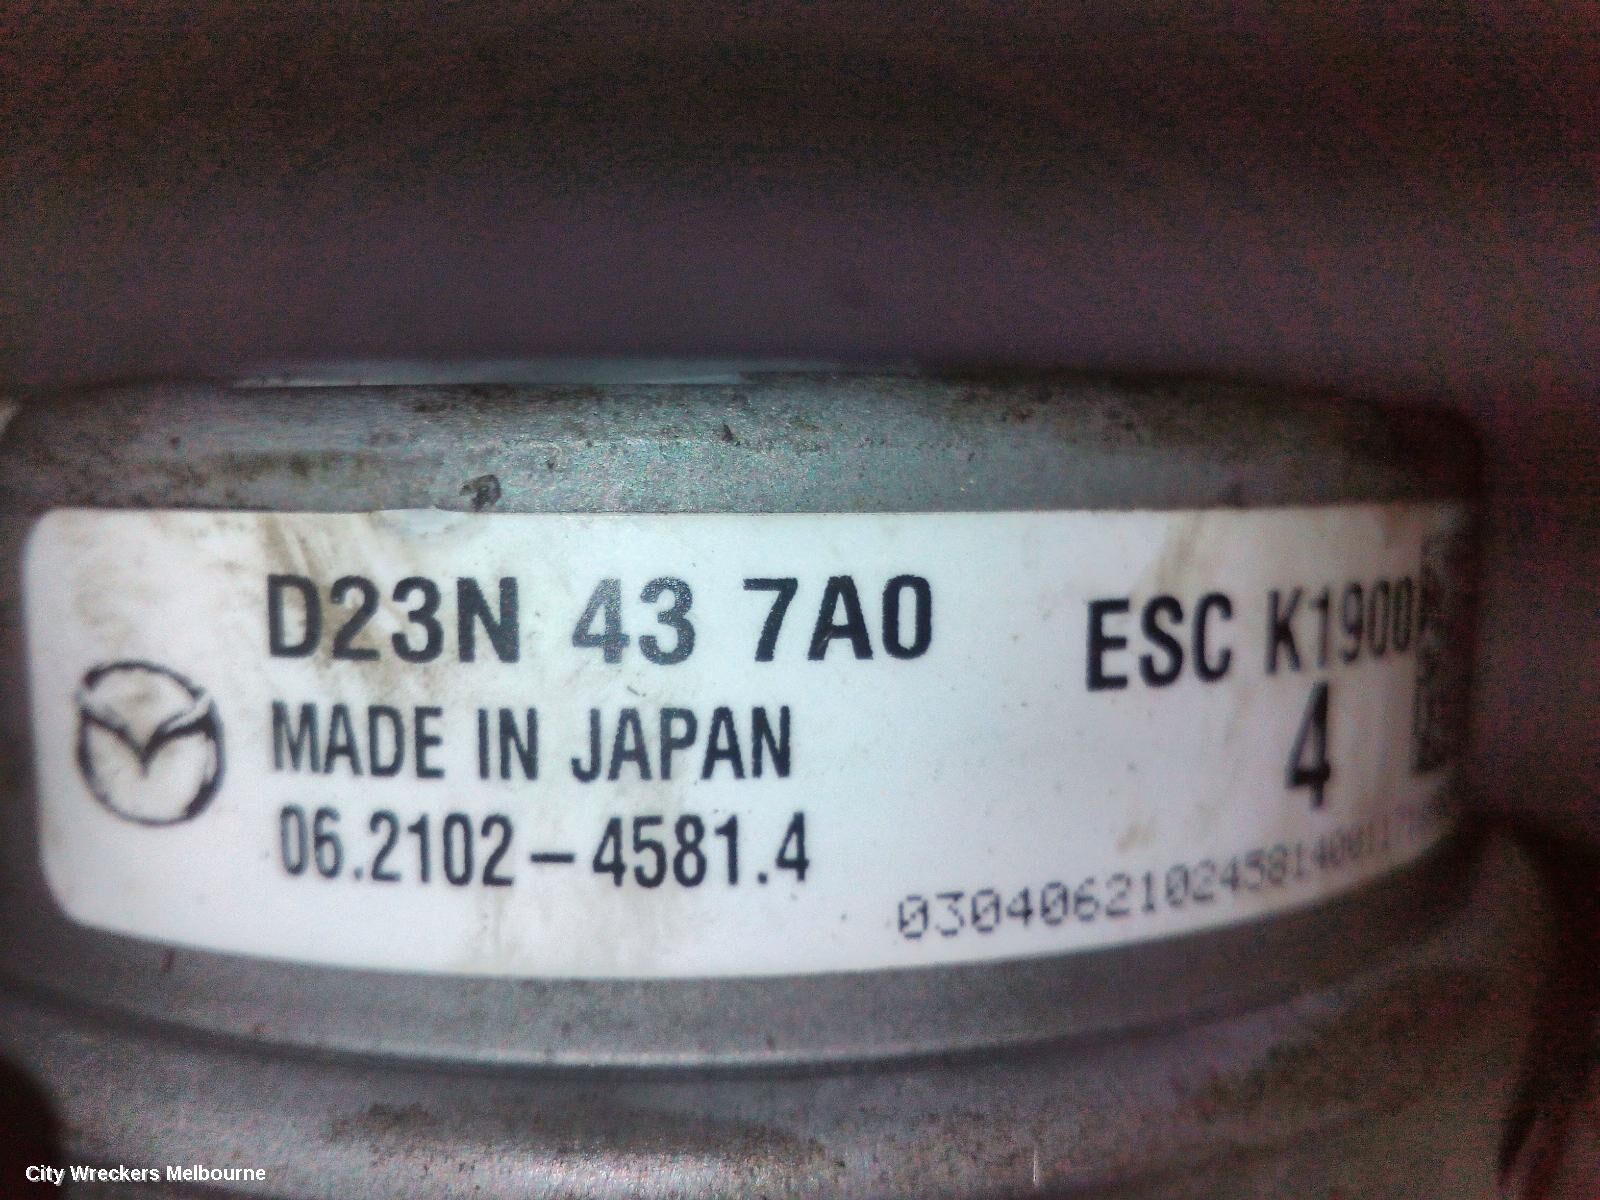 D23N 43 7A0
ESC K1900
4
MADE IN JAPAN
06.2102-4581.4
City Wreckers Melbourne